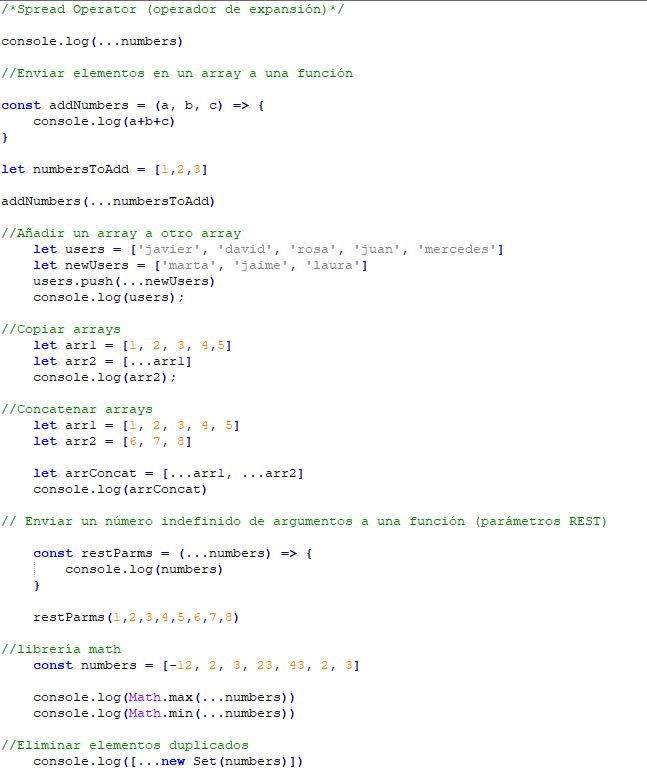 /*Spread Operator (operador de expansión)*/
console.log(...numbers)
//Enviar elementos en un array a una función
const addNumbers = (a, b, c) => {
console.log(a+b+c)
}
let numbersToAdd = [1,2,3]
addNumbers(...numbersToAdd)
//Añadir un array a otro array
let users = ['javier', 'david', 'rosa', 'juan', 'mercedes']
let newUsers = ['marta', 'jaime', 'laura']
users.push(...newUsers)
console.log(users);
//Copiar arrays
let arr1 = [1, 2, 3, 4,5]
let arr2 = [...arr1]
console.log(arr2);
//Concatenar arrays
let arr1 = [1, 2, 3, 4, 5]
let arr2 = [6, 7, 8]
let arrConcat = [...arr1, ...arr2]
console.log(arrConcat)
// Enviar un número indefinido de argumentos a una función (parámetros REST)
const restParms = (...numbers) => {
console.log(numbers)
}
restParms(1,2,3,4,5,6,7,8)
//librería math
const numbers = [-12, 2, 3, 23, 43, 2, 3]
console.log(Math.max(...numbers))
console.log(Math.min(...numbers))
//Eliminar elementos duplicados
console.log([...new Set(numbers)])